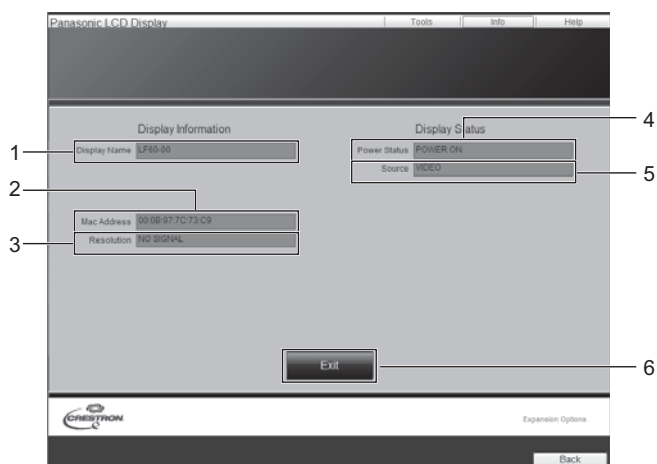 Panasonic LCD Display Tools Info Help
Display Information
Display Status
1 Display Name LF60-00
Power Status POWER ON 4
Source VIDEO 5
2
Mac Address 00:0B:97:7C:73:C9
3 Resolution NO SIGNAL
Exit 6
CRESTRON
Expansion Options
Back